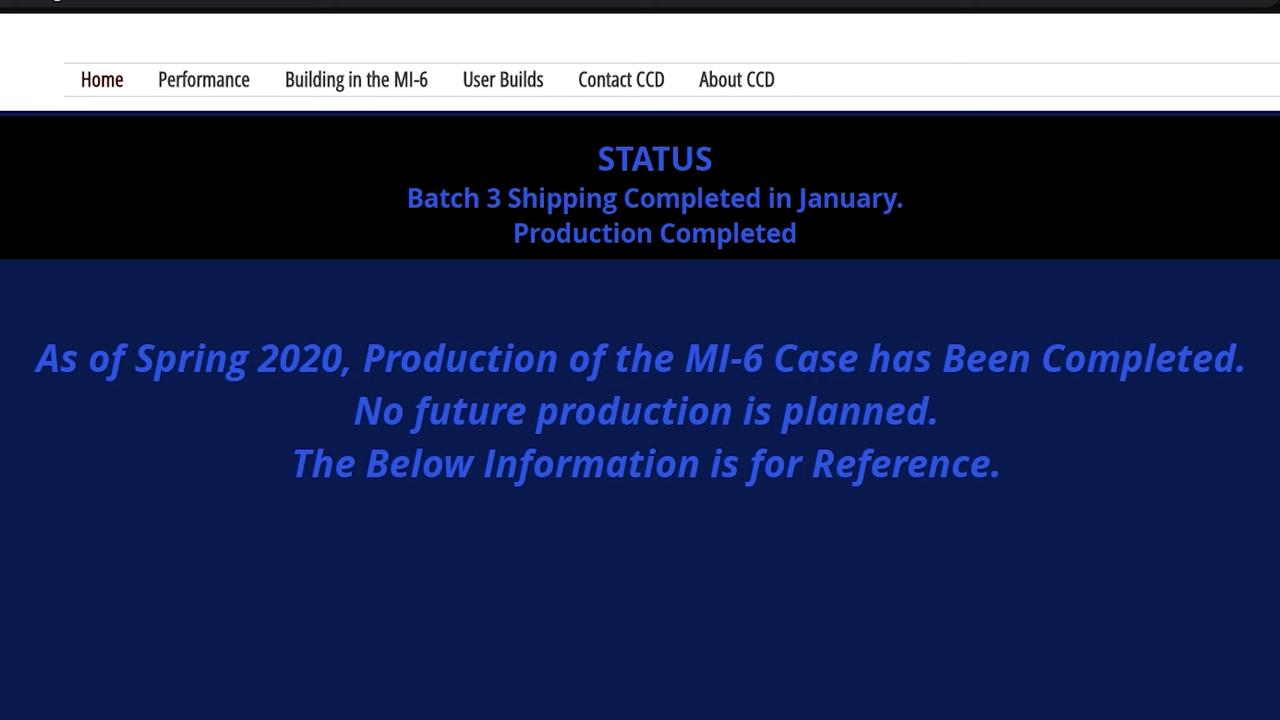 Home Performance Building in the MI-6 User Builds Contact CCD About CCD
STATUS
Batch 3 Shipping Completed in January.
Production Completed
As of Spring 2020, Production of the MI-6 Case has Been Completed.
No future production is planned.
The Below Information is for Reference.